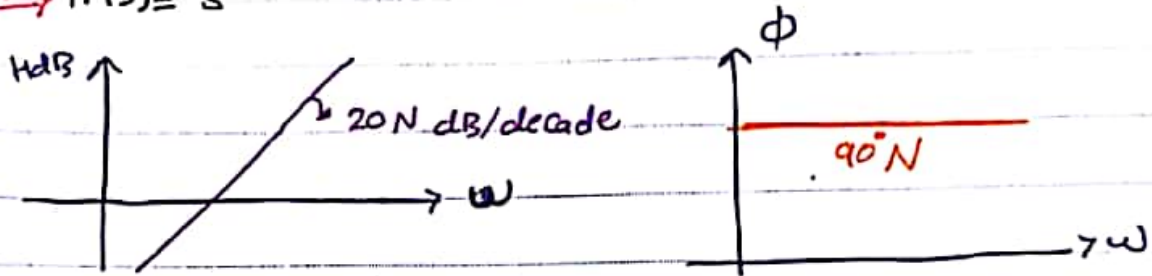 → H(s) = s
HdB
φ
20N dB/decade
90°N
ω
ω